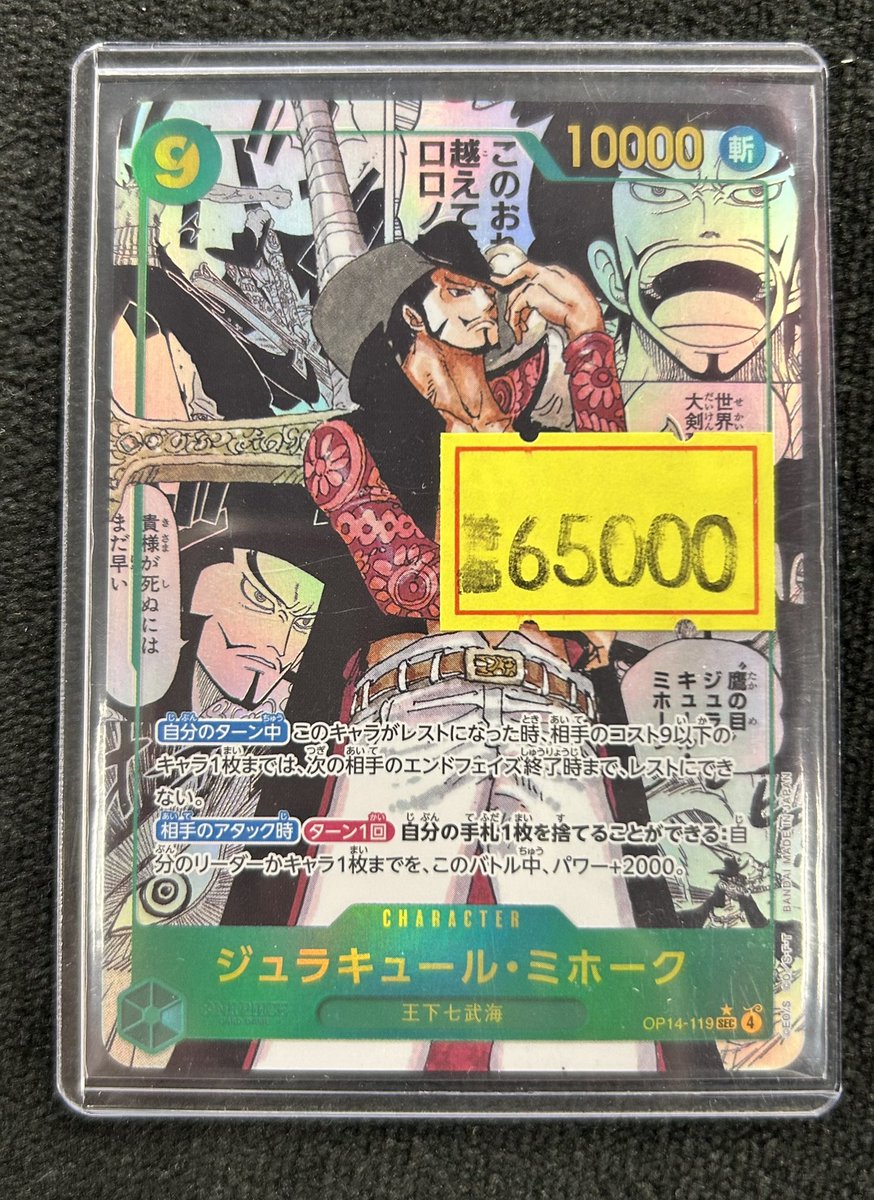 9
10000
斬
このおれを
越えて
ロロノア
世界
大剣
65000
貴様が死ぬには
まだ早い
鷹の目
ジュラ
キュー
ミホー
自分のターン中 このキャラがレストになった時、相手のコスト9以下の
キャラ1枚までは、次の相手のエンドフェイズ終了時まで、レストにでき
ない。
相手のアタック時 ターン1回 自分の手札1枚を捨てることができる:自
分のリーダーかキャラ1枚までを、このバトル中、パワー+2000。
CHARACTER
ジュラキュール・ミホーク
王下七武海
OP14-119 SEC 4
BANDAI MADE IN JAPAN